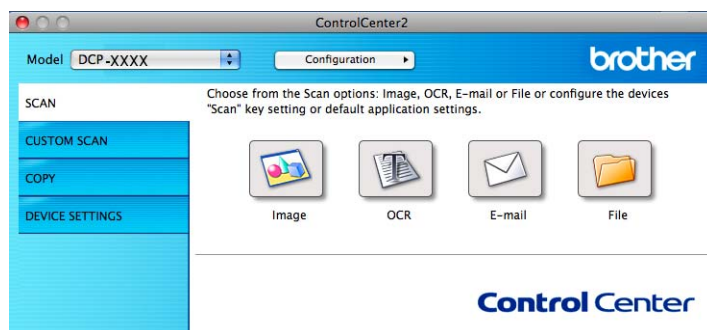 ControlCenter2
Model DCP-XXXX Configuration brother
SCAN
CUSTOM SCAN
COPY
DEVICE SETTINGS
Choose from the Scan options: Image, OCR, E-mail or File or configure the devices
"Scan" key setting or default application settings.
Image OCR E-mail File
Control Center